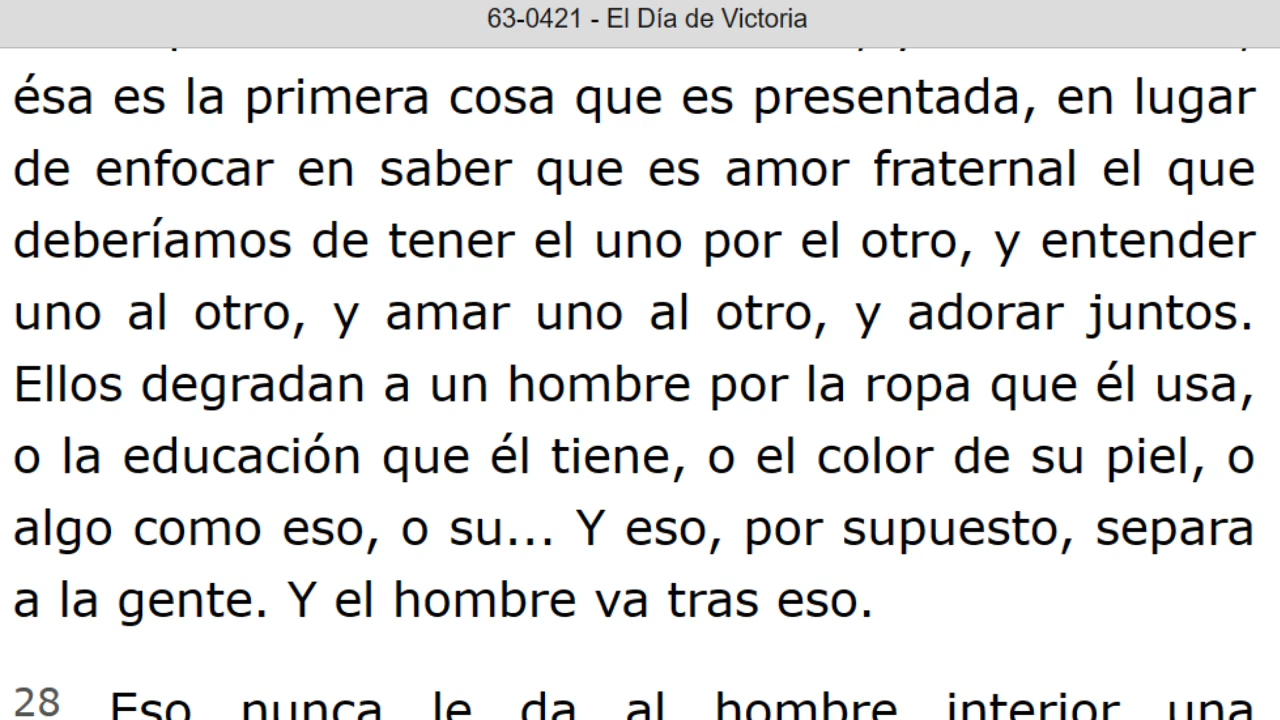 63-0421 - El Día de Victoria
ésa es la primera cosa que es presentada, en lugar
de enfocar en saber que es amor fraternal el que
deberíamos de tener el uno por el otro, y entender
uno al otro, y amar uno al otro, y adorar juntos.
Ellos degradan a un hombre por la ropa que él usa,
o la educación que él tiene, o el color de su piel, o
algo como eso, o su... Y eso, por supuesto, separa
a la gente. Y el hombre va tras eso.
28 Eso nunca le da al hombre interior una